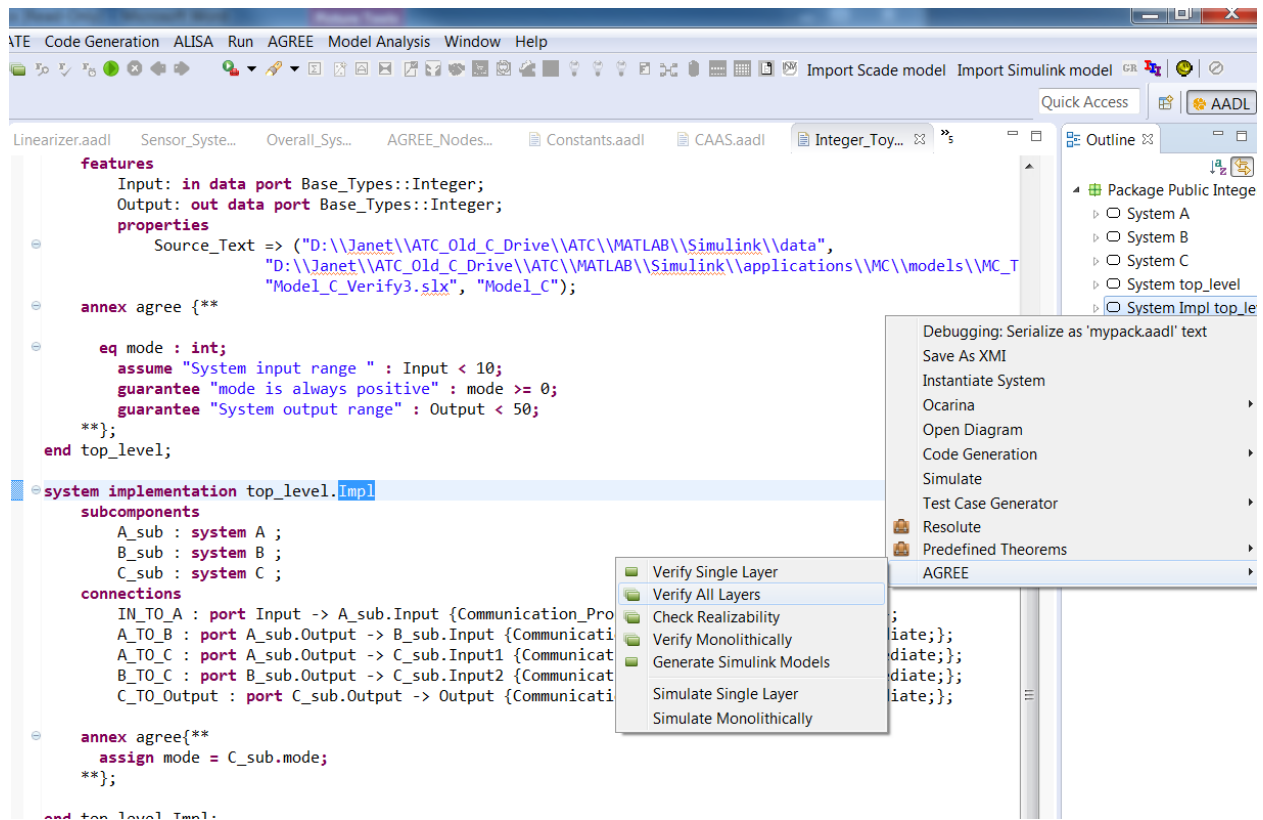 ATE Code Generation ALISA Run AGREE Model Analysis Window Help
Import Scade model Import Simulink model GR
Quick Access AADL
Linearizer.aadl Sensor_Syste... Overall_Sys... AGREE_Nodes... Constants.aadl CAAS.aadl Integer_Toy... »5
Outline
features
Input: in data port Base_Types::Integer;
Output: out data port Base_Types::Integer;
properties
Source_Text => ("D:\\Janet\\ATC_Old_C_Drive\\ATC\\MATLAB\\Simulink\\data",
"D:\\Janet\\ATC_Old_C_Drive\\ATC\\MATLAB\\Simulink\\applications\\MC\\models\\MC_T
"Model_C_Verify3.slx", "Model_C");
annex agree {**
eq mode : int;
assume "System input range " : Input < 10;
guarantee "mode is always positive" : mode >= 0;
guarantee "System output range" : Output < 50;
**};
end top_level;
system implementation top_level.Impl
subcomponents
A_sub : system A ;
B_sub : system B ;
C_sub : system C ;
connections
IN_TO_A : port Input -> A_sub.Input {Communication_Pro ;
A_TO_B : port A_sub.Output -> B_sub.Input {Communicati iate;};
A_TO_C : port A_sub.Output -> C_sub.Input1 {Communicat diate;};
B_TO_C : port B_sub.Output -> C_sub.Input2 {Communicat diate;};
C_TO_Output : port C_sub.Output -> Output {Communicati iate;};
annex agree{**
assign mode = C_sub.mode;
**};
end top_level.Impl;
Package Public Intege
System A
System B
System C
System top_level
System Impl top_le
Debugging: Serialize as 'mypack.aadl' text
Save As XMI
Instantiate System
Ocarina
Open Diagram
Code Generation
Simulate
Test Case Generator
Resolute
Predefined Theorems
AGREE
Verify Single Layer
Verify All Layers
Check Realizability
Verify Monolithically
Generate Simulink Models
Simulate Single Layer
Simulate Monolithically